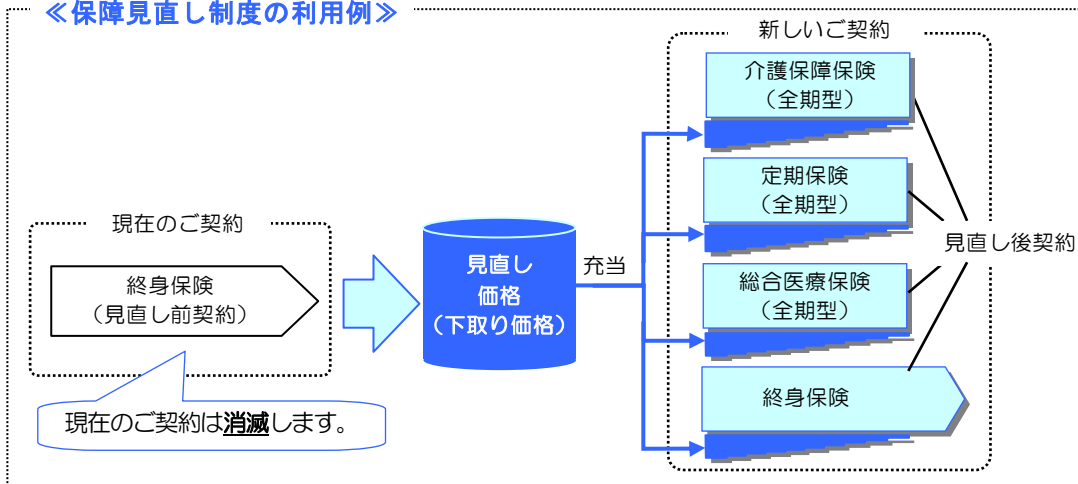 ≪保障見直し制度の利用例≫
現在のご契約
終身保険
（見直し前契約）
現在のご契約は消滅します。
見直し
価格
（下取り価格）
充当
新しいご契約
介護保障保険
（全期型）
定期保険
（全期型）
総合医療保険
（全期型）
終身保険
見直し後契約